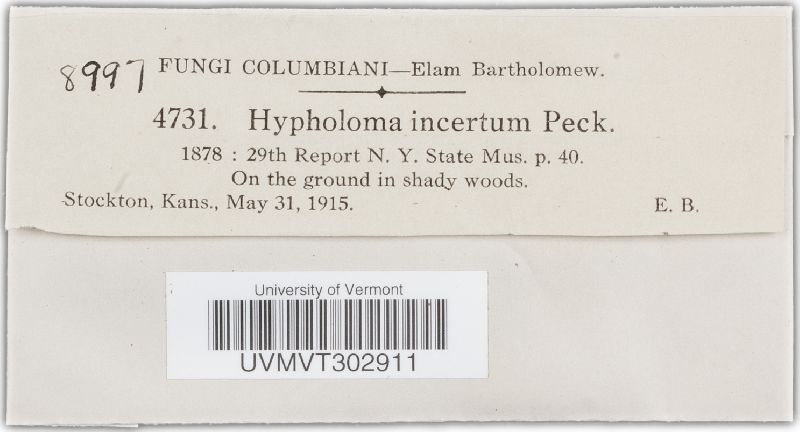 8997 FUNGI COLUMBIANI—Elam Bartholomew.
4731. Hypholoma incertum Peck.
1878 : 29th Report N. Y. State Mus. p. 40.
On the ground in shady woods.
Stockton, Kans., May 31, 1915. E. B.
University of Vermont
UVMVT302911